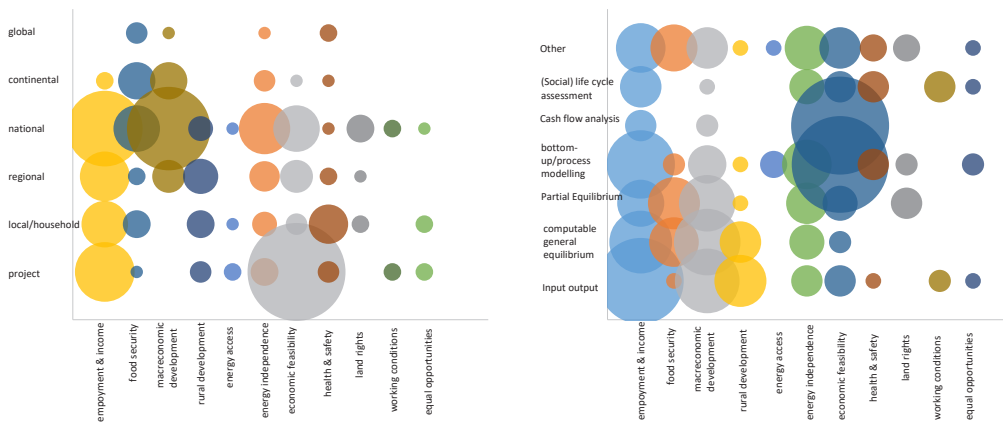 global
continental
national
regional
local/household
project
empoyment & income
food security
macreconomic
development
rural development
energy access
energy independence
economic feasibility
health & safety
land rights
working conditions
equal opportunities
Other
(Social) life cycle
assessment
Cash flow analysis
bottom-
up/process
modelling
Partial Equilibrium
computable
general
equilibrium
Input output
empoyment & income
food security
macroeconomic
development
rural development
energy access
energy independence
economic feasibility
health & safety
land rights
working conditions
equal opportunities